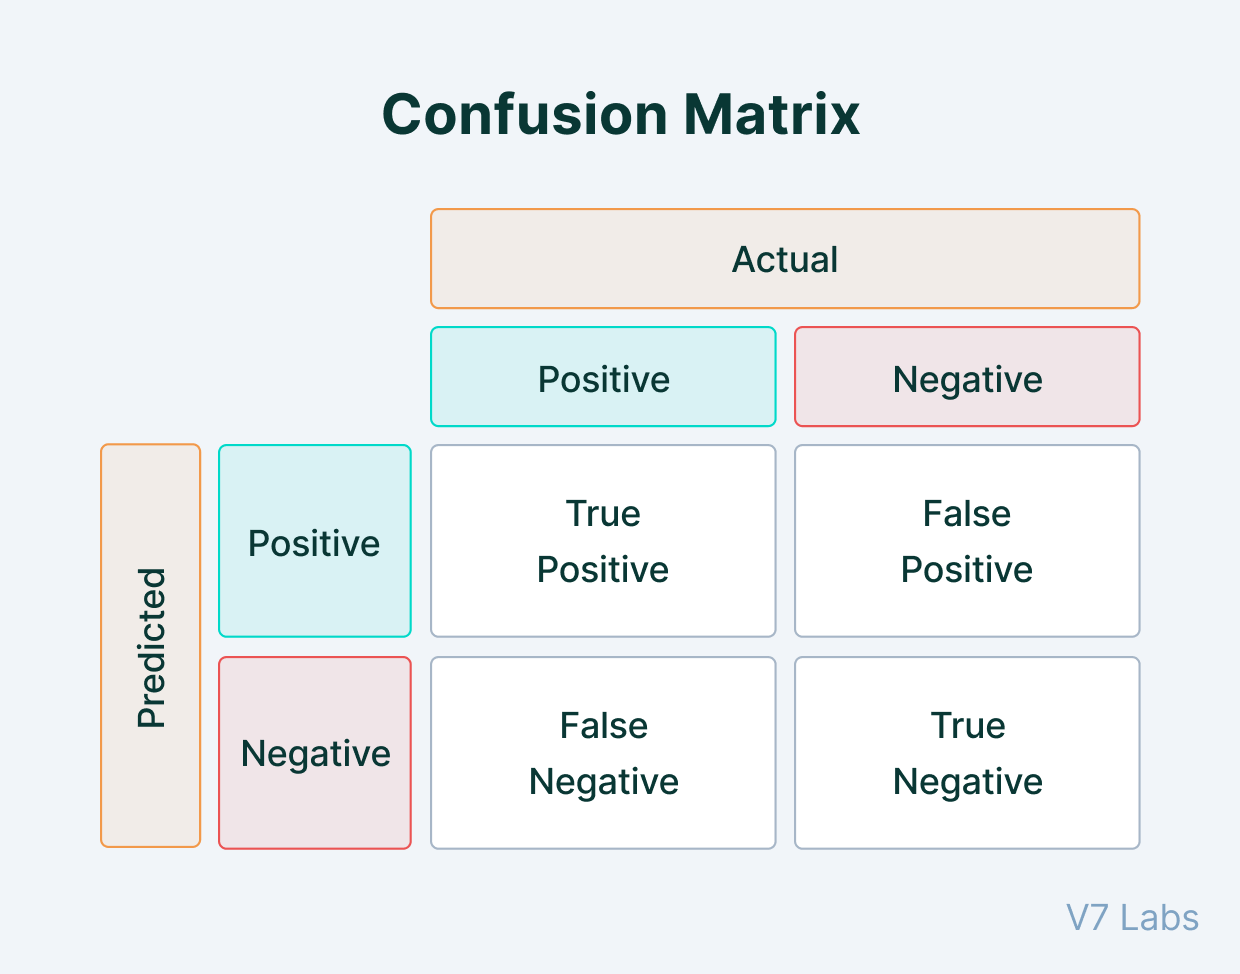 Confusion Matrix
Actual
Positive
Negative
Predicted
Positive
True
Positive
False
Positive
Negative
False
Negative
True
Negative
V7 Labs